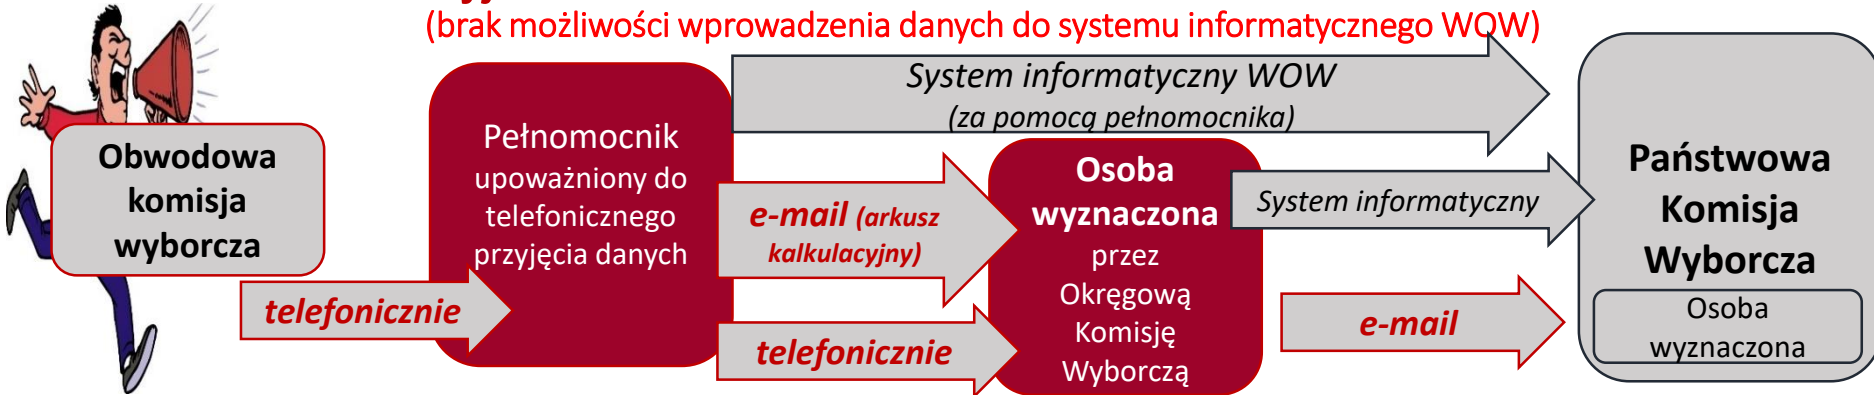 (brak możliwości wprowadzenia danych do systemu informatycznego WOW)
System informatyczny WOW
(za pomocą pełnomocnika)
Obwodowa
komisja
wyborcza
telefonicznie
Pełnomocnik
upoważniony do
telefonicznego
przyjęcia danych
e-mail (arkusz
kalkulacyjny)
telefonicznie
Osoba
wyznaczona
przez
Okręgową
Komisję
Wyborczą
System informatyczny
e-mail
Państwowa
Komisja
Wyborcza
Osoba
wyznaczona